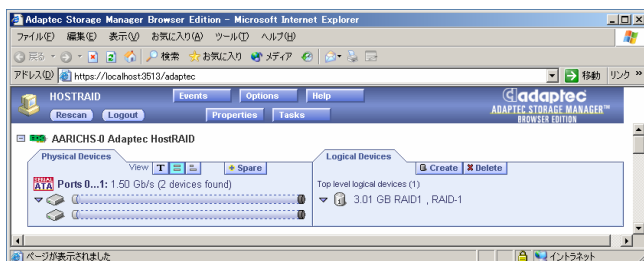 Adaptec Storage Manager Browser Edition - Microsoft Internet Explorer
ファイル(F) 編集(E) 表示(V) お気に入り(A) ツール(T) ヘルプ(H)
戻る 検索 お気に入り メディア
アドレス(D) https://localhost:3513/adaptec 移動 リンク »
HOSTRAID Events Options Help adaptec
Rescan Logout Properties Tasks ADAPTEC STORAGE MANAGER™
BROWSER EDITION
AARICHS-0 Adaptec HostRAID
Physical Devices Logical Devices
View T + Spare Create Delete
SERIAL ATA Ports 0...1: 1.50 Gb/s (2 devices found) Top level logical devices (1)
3.01 GB RAID1 , RAID-1
ページが表示されました イントラネット